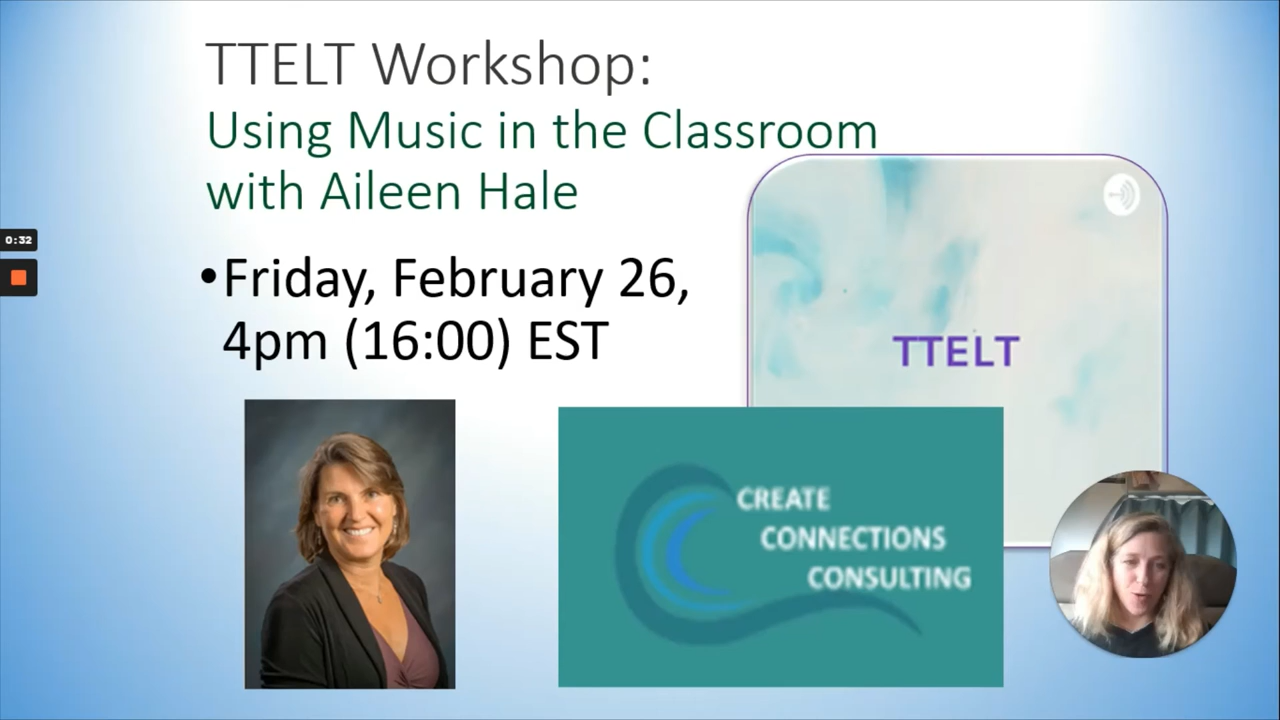 TTELT Workshop:
Using Music in the Classroom
with Aileen Hale
•Friday, February 26,
4pm (16:00) EST
0:32
TTELT
CREATE
CONNECTIONS
CONSULTING